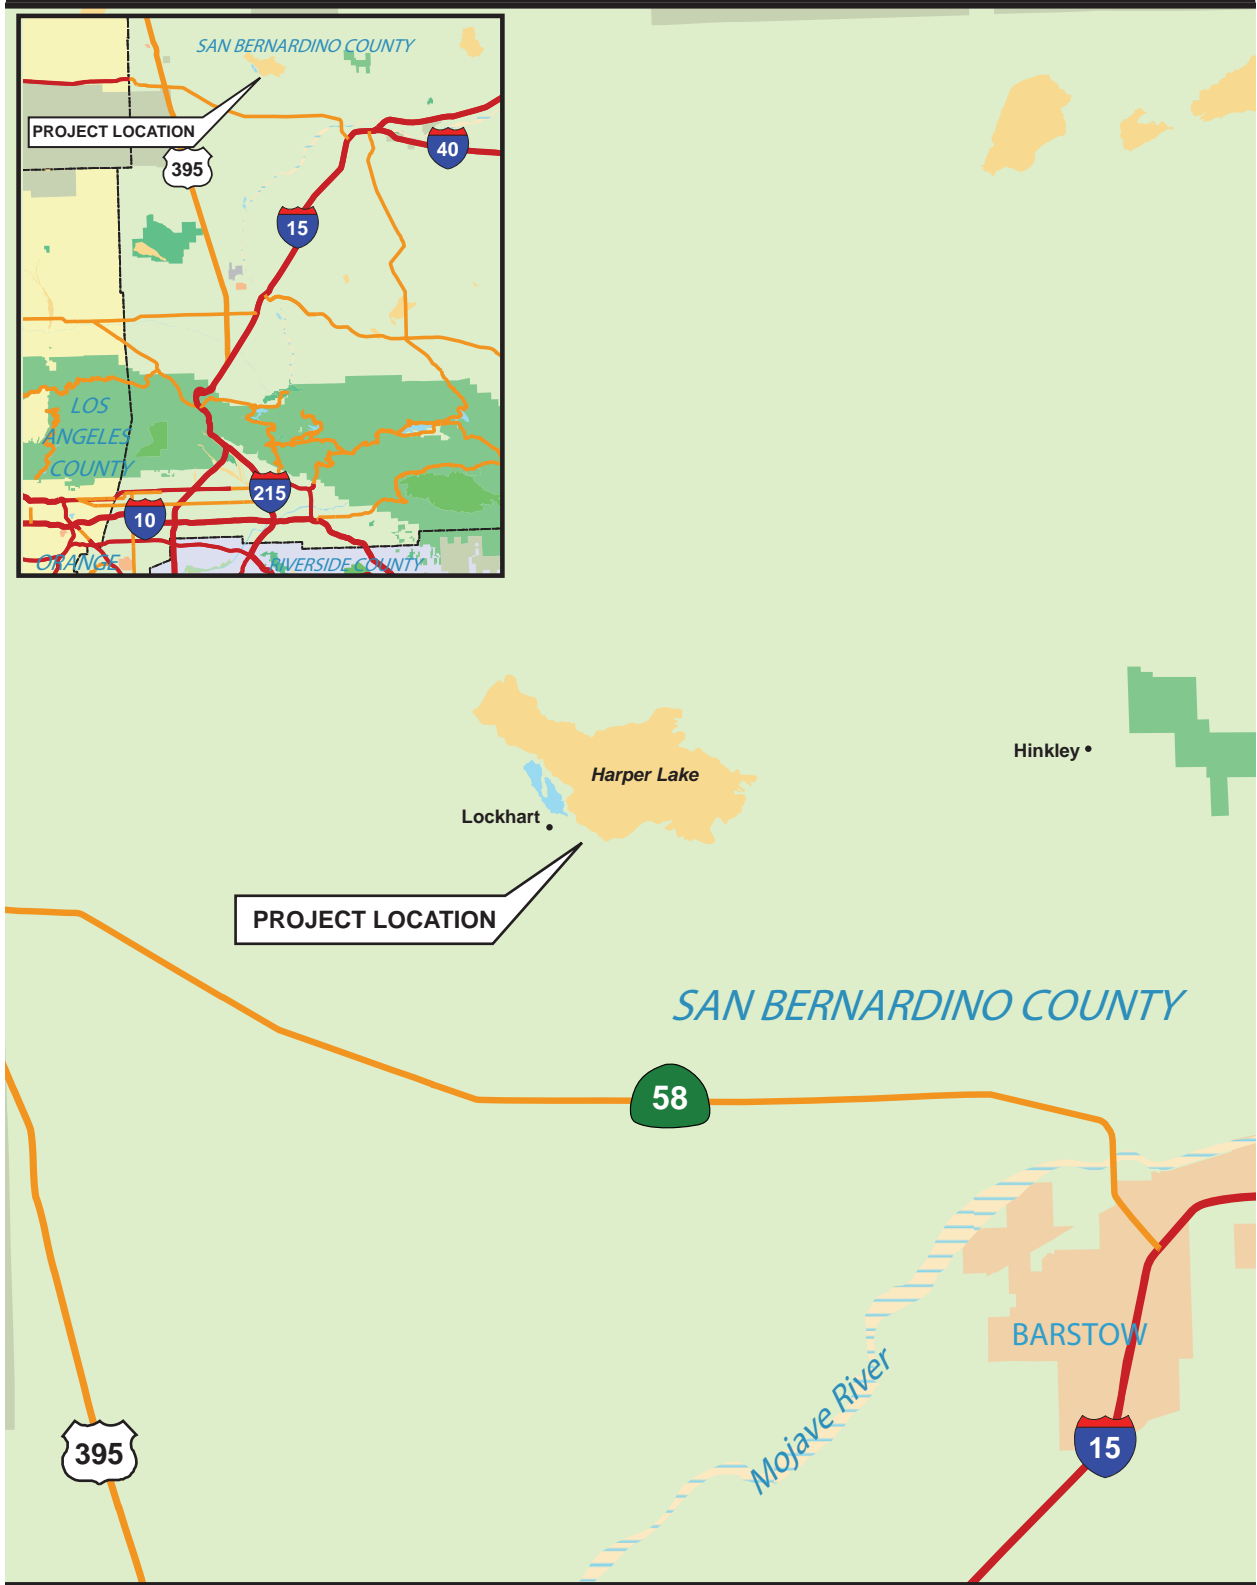 SAN BERNARDINO COUNTY
PROJECT LOCATION
395
40
15
LOS
ANGELES
COUNTY
215
10
ORANGE
RIVERSIDE COUNTY
Hinkley
Harper Lake
Lockhart
PROJECT LOCATION
SAN BERNARDINO COUNTY
58
BARSTOW
Mojave River
395
15